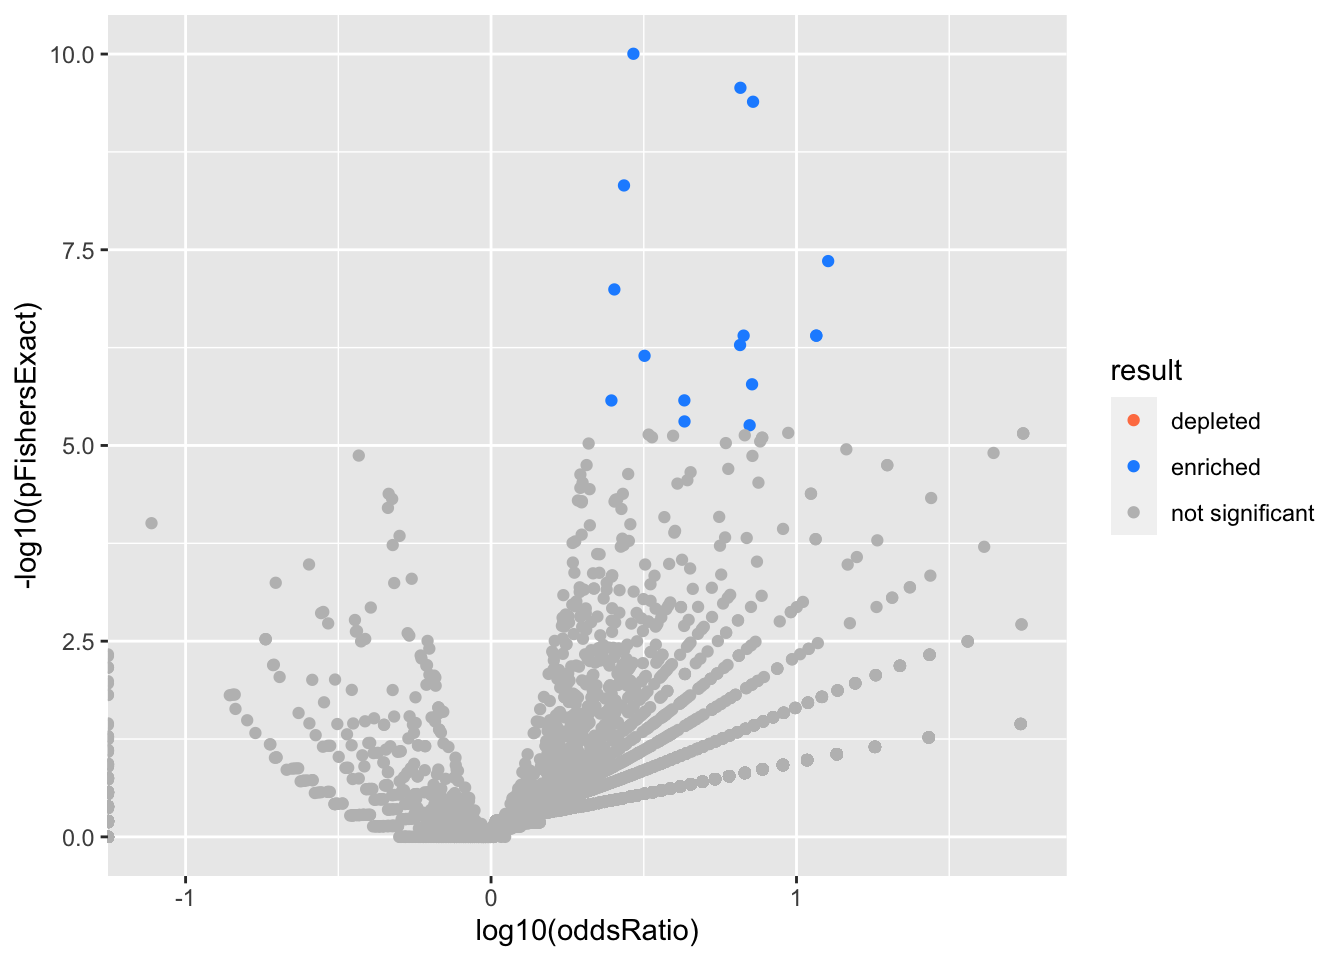 10.0
7.5
5.0
2.5
0.0
-1
0
1
log10(oddsRatio)
-log10(pFishersExact)
result
depleted
enriched
not significant